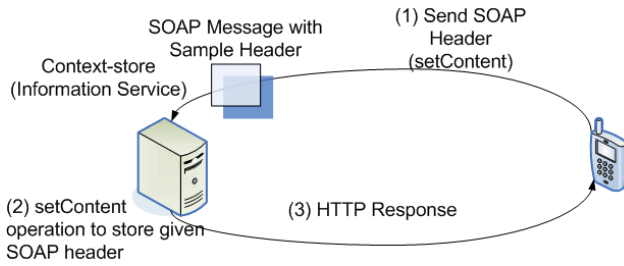 SOAP Message with
Sample Header
(1) Send SOAP
Header
(setContent)
Context-store
(Information Service)
(2) setContent
operation to store given
SOAP header
(3) HTTP Response